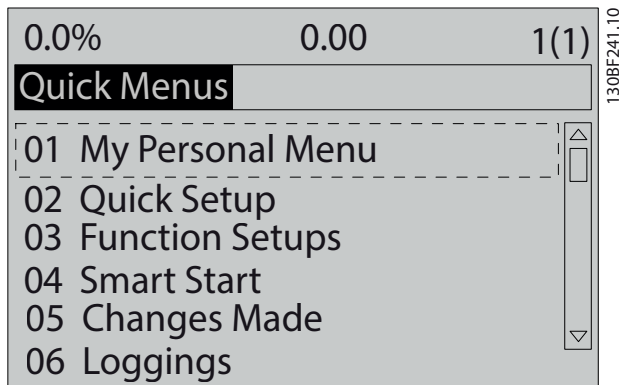 0.0% 0.00 1(1)
Quick Menus
01 My Personal Menu
02 Quick Setup
03 Function Setups
04 Smart Start
05 Changes Made
06 Loggings
130BF241.10